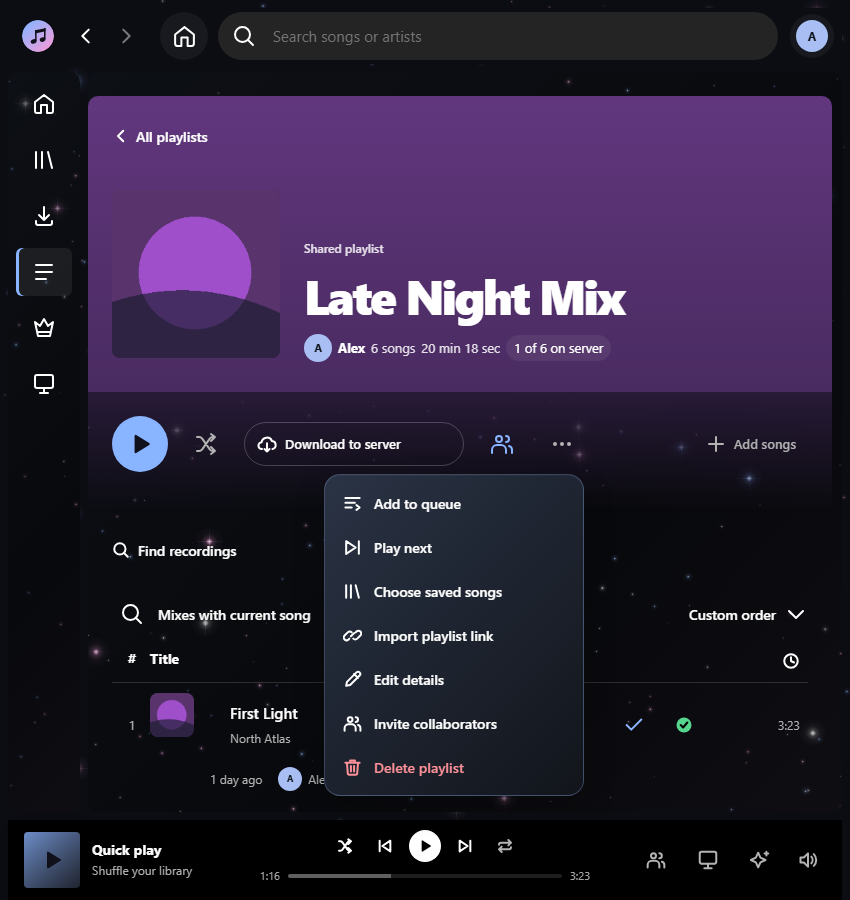 Search songs or artists
A
All playlists
Shared playlist
Late Night Mix
A Alex 6 songs 20 min 18 sec 1 of 6 on server
Download to server
Add songs
Add to queue
Play next
Choose saved songs
Import playlist link
Edit details
Invite collaborators
Delete playlist
Find recordings
Mixes with current song
Custom order
# Title
1 First Light 3:23
North Atlas
1 day ago A
Quick play
Shuffle your library
1:16 3:23